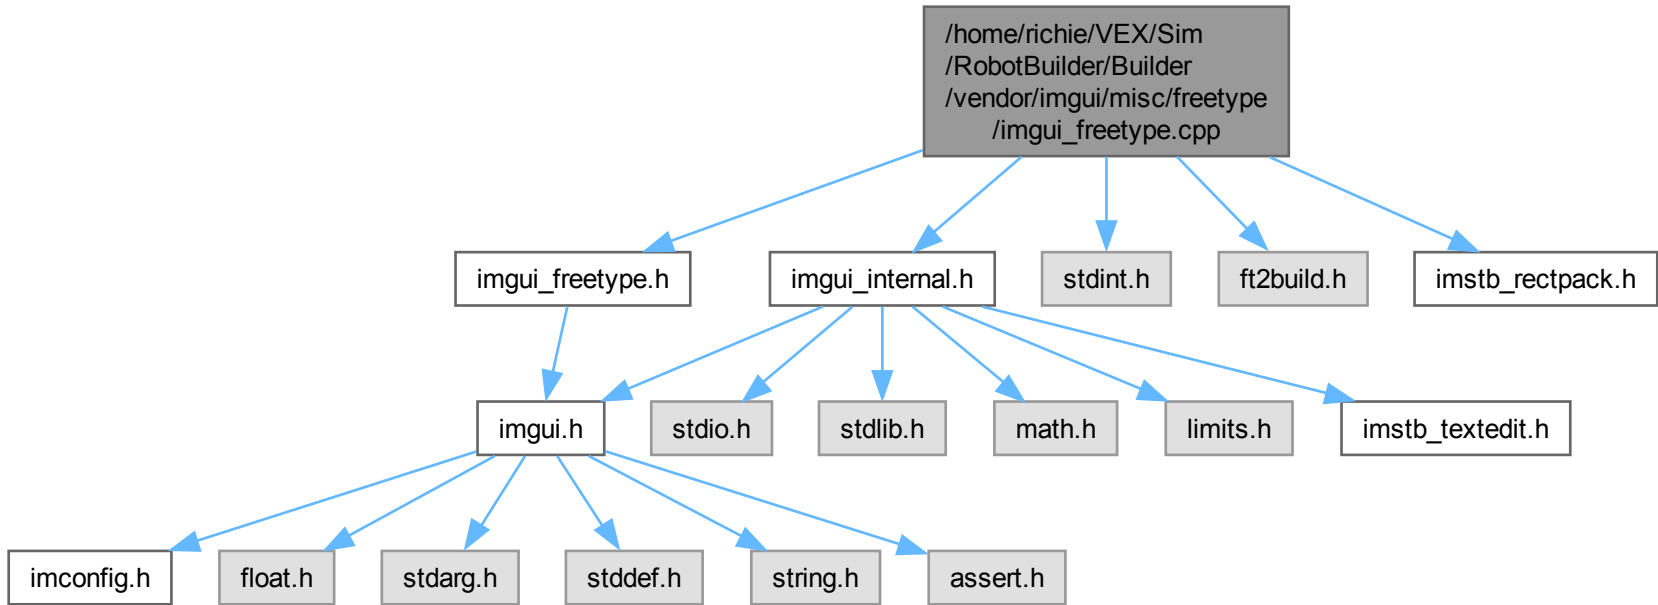 /home/richie/VEX/Sim
/RobotBuilder/Builder
/vendor/imgui/misc/freetype
/imgui_freetype.cpp
imgui_freetype.h
imgui_internal.h
stdint.h
ft2build.h
imstb_rectpack.h
imgui.h
stdio.h
stdlib.h
math.h
limits.h
imstb_textedit.h
imconfig.h
float.h
stdarg.h
stddef.h
string.h
assert.h